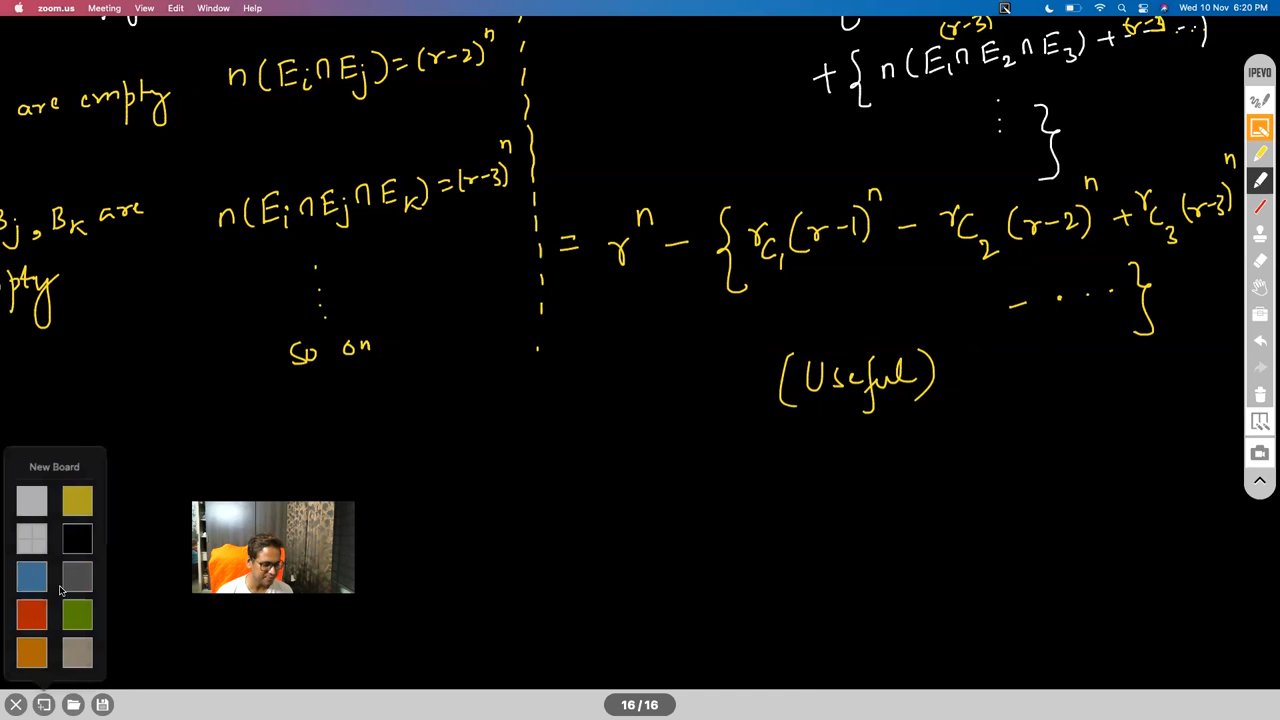 zoom.us Meeting View Edit Window Help Wed 10 Nov 6:20 PM
are empty n(Ei∩Ej) = (r-2)^n
Bj, Bk are n(Ei∩Ej∩Ek) = (r-3)^n
pty
⋮
so on
(r-3)
+{n(E1∩E2∩E3) + ...)
⋮ }
= r^n - {rC1(r-1)^n - rC2(r-2)^n + rC3(r-3)^n
- ...}
(Useful)
IPEVO
New Board
16 / 16